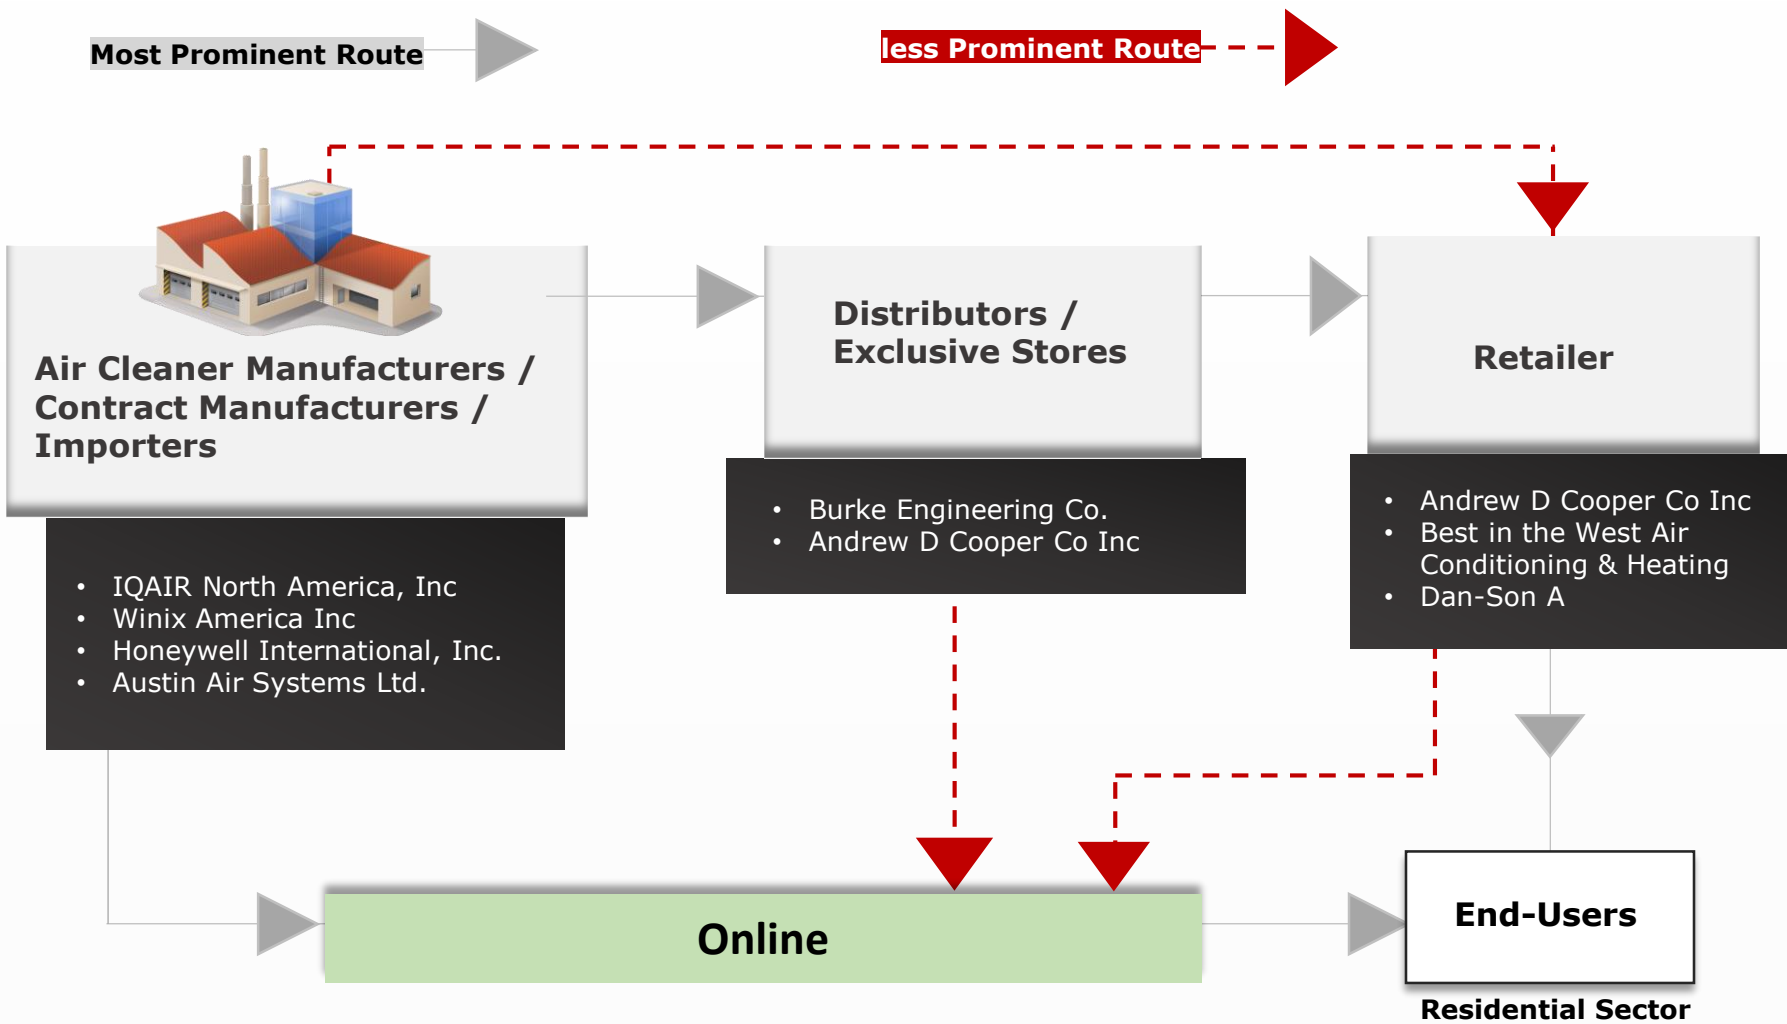 Most Prominent Route
less Prominent Route
Air Cleaner Manufacturers /
Contract Manufacturers /
Importers
• IQAIR North America, Inc
• Winix America Inc
• Honeywell International, Inc.
• Austin Air Systems Ltd.
Distributors /
Exclusive Stores
• Burke Engineering Co.
• Andrew D Cooper Co Inc
Retailer
• Andrew D Cooper Co Inc
• Best in the West Air
Conditioning & Heating
• Dan-Son A
Online
End-Users
Residential Sector